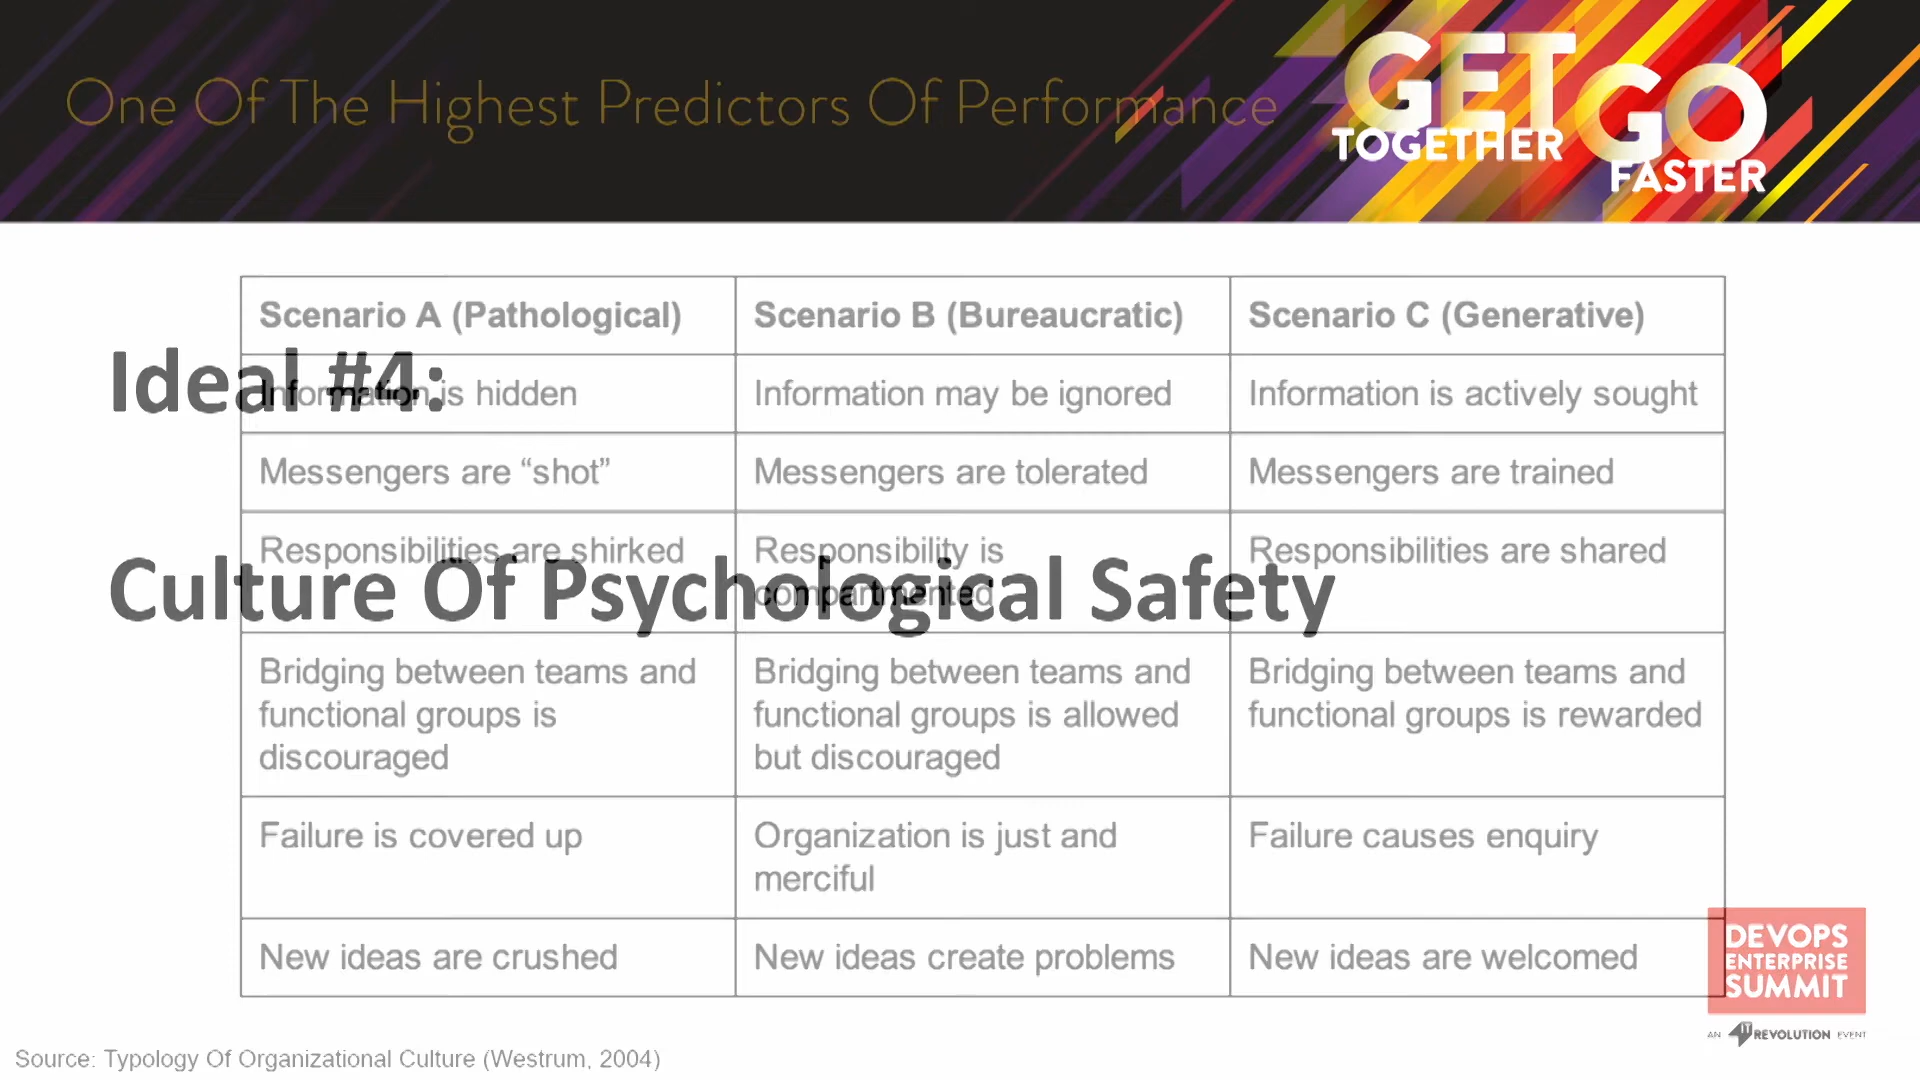 One Of The Highest Predictors Of Performance
GET
TOGETHER
GO
FASTER
Ideal #4:
Culture Of Psychological Safety
Scenario A (Pathological)
Scenario B (Bureaucratic)
Scenario C (Generative)
Information is hidden
Information may be ignored
Information is actively sought
Messengers are “shot”
Messengers are tolerated
Messengers are trained
Responsibilities are shirked
Responsibility is
compartmented
Responsibilities are shared
Bridging between teams and
functional groups is
discouraged
Bridging between teams and
functional groups is allowed
but discouraged
Bridging between teams and
functional groups is rewarded
Failure is covered up
Organization is just and
merciful
Failure causes enquiry
New ideas are crushed
New ideas create problems
New ideas are welcomed
DEVOPS
ENTERPRISE
SUMMIT
AN IT REVOLUTION EVENT
Source: Typology Of Organizational Culture (Westrum, 2004)